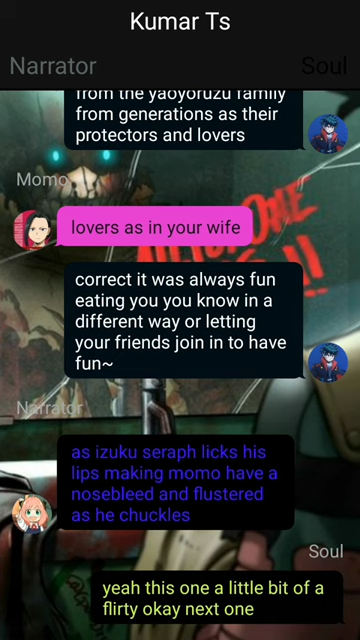 Kumar Ts
Narrator
Soul
from the yaoyoruzu family
from generations as their
protectors and lovers
Momo
lovers as in your wife
correct it was always fun
eating you you know in a
different way or letting
your friends join in to have
fun~
Narrator
as izuku seraph licks his
lips making momo have a
nosebleed and flustered
as he chuckles
Soul
yeah this one a little bit of a
flirty okay next one